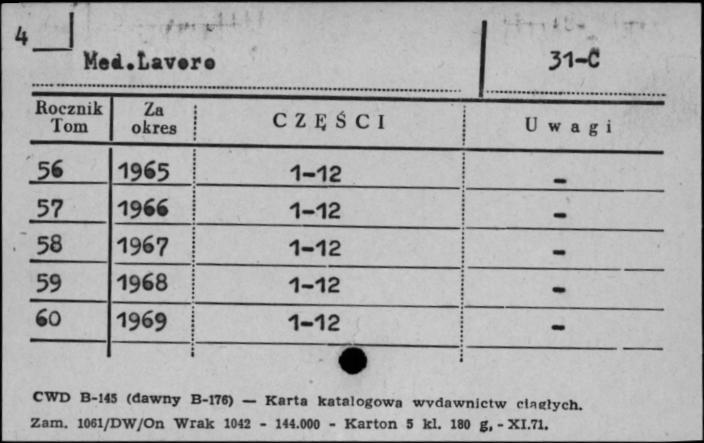 4
Med.Lavoro 31-C
Rocznik Tom Za okres CZĘŚCI Uwagi
56 1965 1-12 -
57 1966 1-12 -
58 1967 1-12 -
59 1968 1-12 -
60 1969 1-12 -
CWD B-145 (dawny B-176) — Karta katalogowa wydawnictw ciągłych.
Zam. 1061/DW/On Wrak 1042 - 144.000 - Karton 5 kl. 180 g, - XI.71.